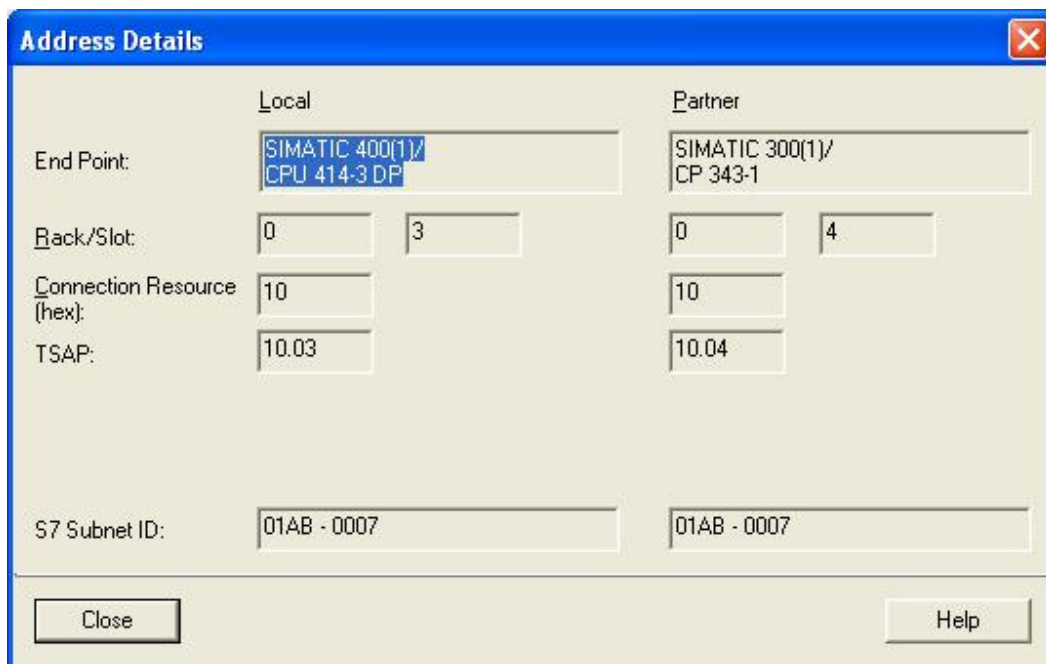 Address Details
Local Partner
End Point: SIMATIC 400(1)/ SIMATIC 300(1)/
CPU 414-3 DP CP 343-1
Rack/Slot: 0 3 0 4
Connection Resource 10 10
(hex):
TSAP: 10.03 10.04
S7 Subnet ID: 01AB - 0007 01AB - 0007
Close Help